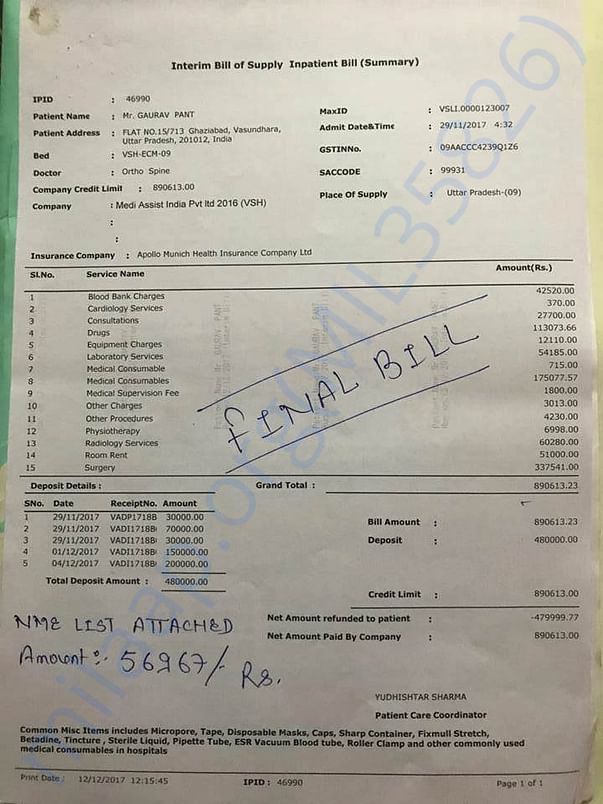 Interim Bill of Supply Inpatient Bill (Summary)
IPID : 46990
Patient Name : Mr. GAURAV PANT
Patient Address : FLAT NO.15/713 Ghaziabad, Vasundhara,
Uttar Pradesh, 201012, India
Bed : VSH-ECM-09
Doctor : Ortho Spine
Company Credit Limit : 890613.00
Company : Medi Assist India Pvt ltd 2016 (VSH)
:
:
MaxID : VSLI.0000123007
Admit Date&Time : 29/11/2017 4:32
GSTINNo. : 09AACCC4239Q1Z6
SACCODE : 99931
Place Of Supply : Uttar Pradesh-(09)
Insurance Company : Apollo Munich Health Insurance Company Ltd
SI.No. Service Name Amount(Rs.)
1 Blood Bank Charges 42520.00
2 Cardiology Services 370.00
3 Consultations 27700.00
4 Drugs 113073.66
5 Equipment Charges 12110.00
6 Laboratory Services 54185.00
7 Medical Consumable 715.00
8 Medical Consumables 175077.57
9 Medical Supervision Fee 1800.00
10 Other Charges 3013.00
11 Other Procedures 4230.00
12 Physiotherapy 6998.00
13 Radiology Services 60280.00
14 Room Rent 51000.00
15 Surgery 337541.00
FINAL BILL
Deposit Details : Grand Total : 890613.23
SNo. Date ReceiptNo. Amount
1 29/11/2017 VADP1718B 30000.00
2 29/11/2017 VADI1718B 70000.00
3 29/11/2017 VADI1718B 30000.00
4 01/12/2017 VADI1718B 150000.00
5 04/12/2017 VADI1718B 200000.00
Total Deposit Amount : 480000.00
Bill Amount : 890613.23
Deposit : 480000.00
Credit Limit : 890613.00
Net Amount refunded to patient : -479999.77
Net Amount Paid By Company : 890613.00
NME LIST ATTACHED
Amount:- 56967/- Rs.
YUDHISHTAR SHARMA
Patient Care Coordinator
Common Misc Items includes Micropore, Tape, Disposable Masks, Caps, Sharp Container, Fixmull Stretch,
Betadine, Tincture , Sterile Liquid, Pipette Tube, ESR Vacuum Blood tube, Roller Clamp and other commonly used
medical consumables in hospitals
Print Date : 12/12/2017 12:15:45 IPID : 46990 Page 1 of 1
milaap.org(MIL35826)